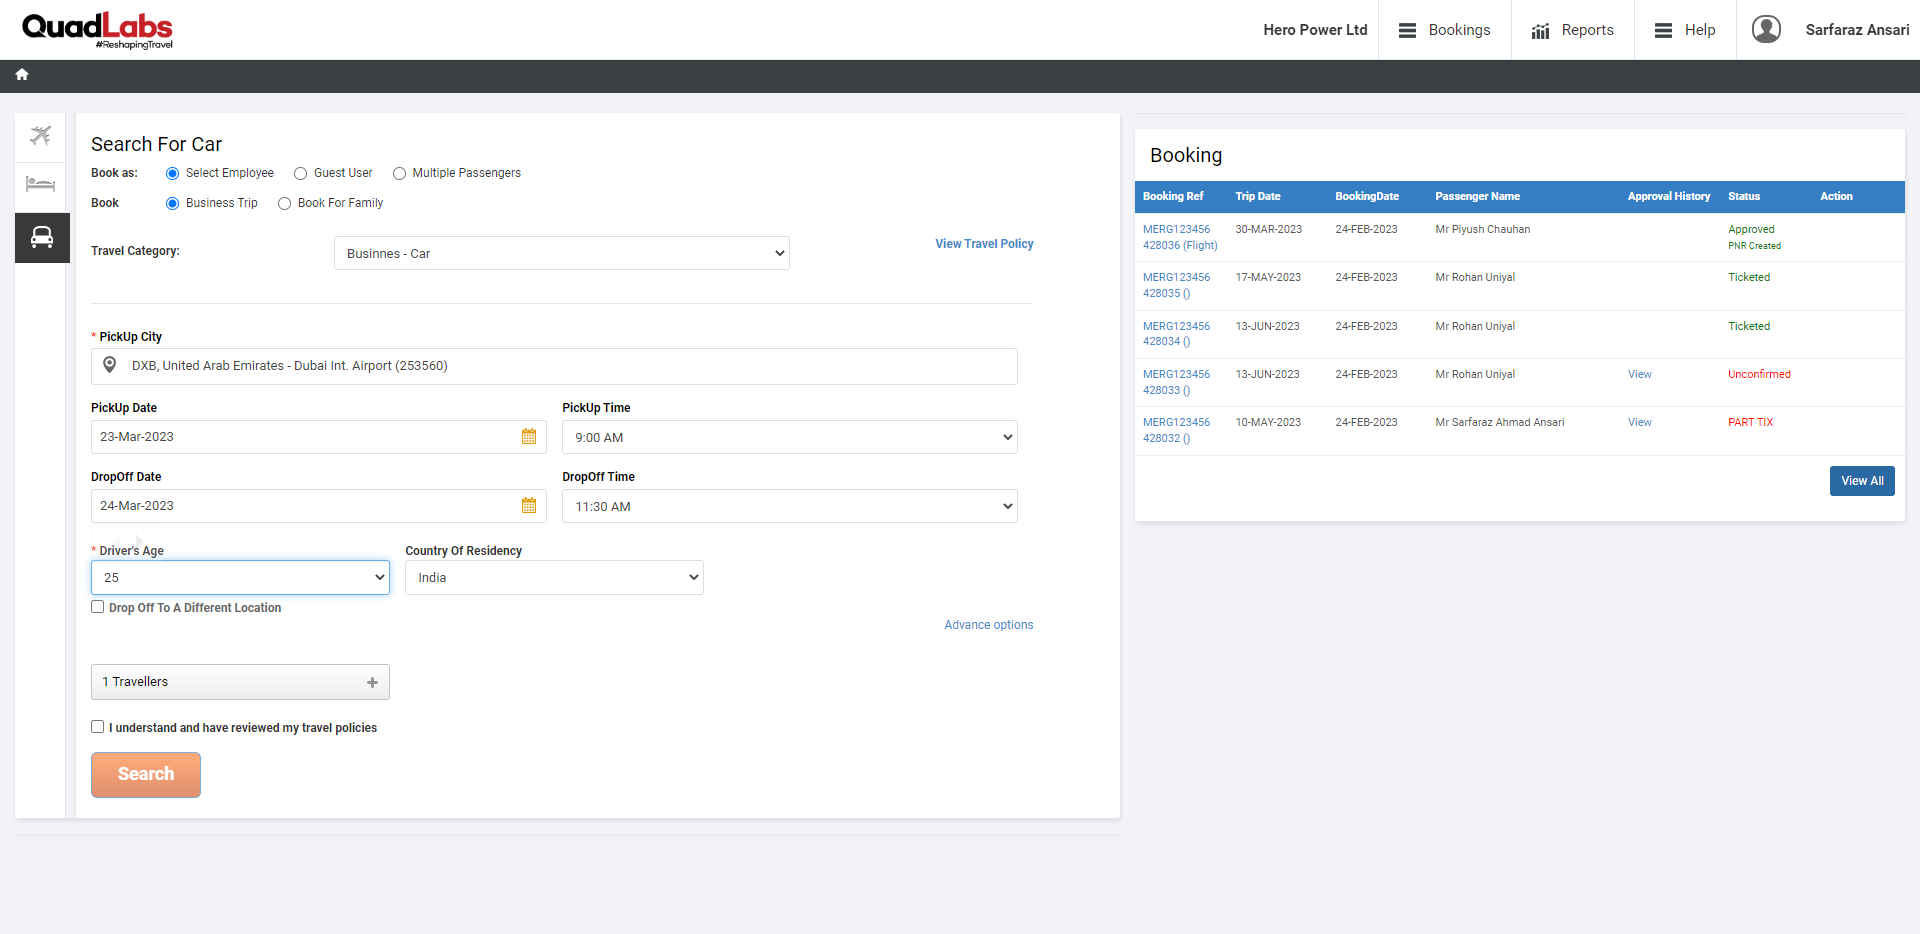 QuadLabs
#ReshapingTravel
Hero Power Ltd
Bookings
Reports
Help
Sarfaraz Ansari
Search For Car
Book as: Select Employee Guest User Multiple Passengers
Book Business Trip Book For Family
Travel Category: Businnes - Car View Travel Policy
* PickUp City
DXB, United Arab Emirates - Dubai Int. Airport (253560)
PickUp Date PickUp Time
23-Mar-2023 9:00 AM
DropOff Date DropOff Time
24-Mar-2023 11:30 AM
* Driver's Age Country Of Residency
25 India
Drop Off To A Different Location
Advance options
1 Travellers
I understand and have reviewed my travel policies
Search
Booking
Booking Ref Trip Date BookingDate Passenger Name Approval History Status Action
MERG123456 30-MAR-2023 24-FEB-2023 Mr Piyush Chauhan Approved
428036 (Flight) PNR Created
MERG123456 17-MAY-2023 24-FEB-2023 Mr Rohan Uniyal Ticketed
428035 ()
MERG123456 13-JUN-2023 24-FEB-2023 Mr Rohan Uniyal Ticketed
428034 ()
MERG123456 13-JUN-2023 24-FEB-2023 Mr Rohan Uniyal View Unconfirmed
428033 ()
MERG123456 10-MAY-2023 24-FEB-2023 Mr Sarfaraz Ahmad Ansari View PART TIX
428032 ()
View All